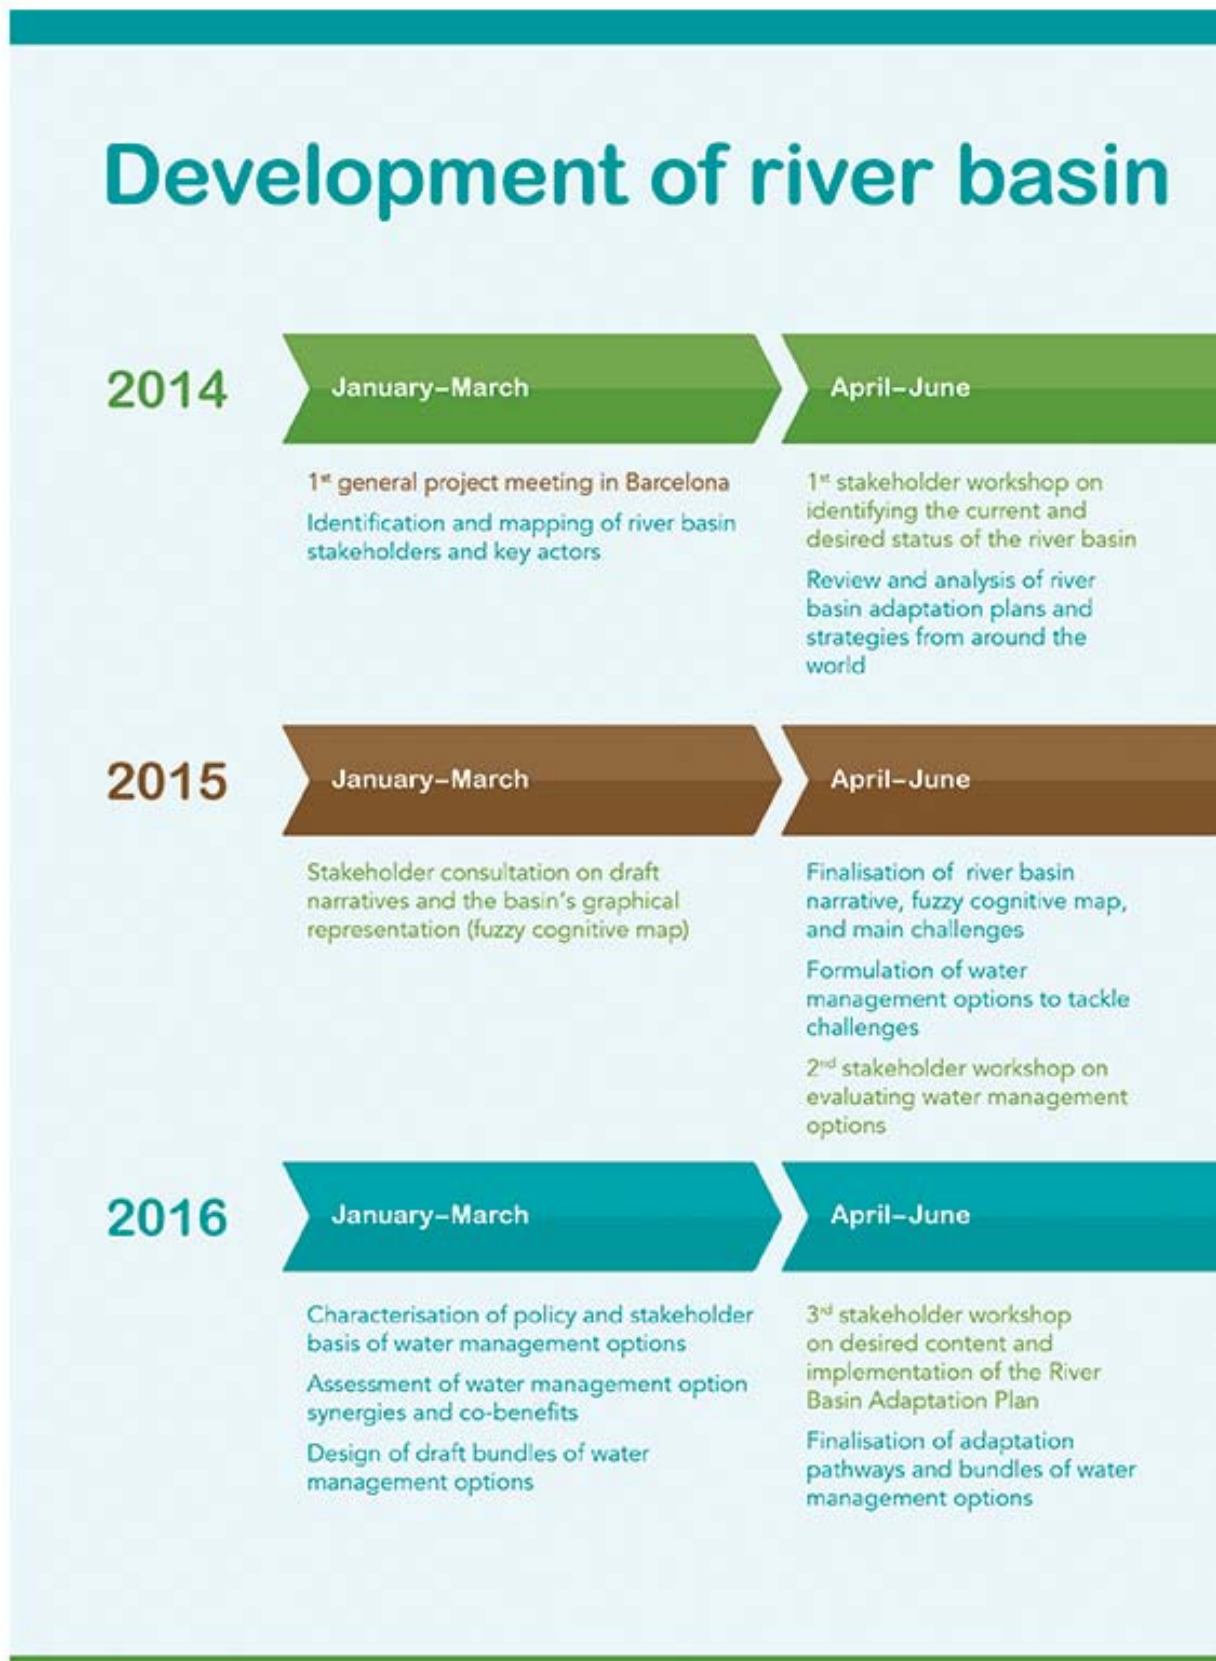 Development of river basin
2014
January–March
April–June
1st general project meeting in Barcelona
Identification and mapping of river basin
stakeholders and key actors
1st stakeholder workshop on
identifying the current and
desired status of the river basin
Review and analysis of river
basin adaptation plans and
strategies from around the
world
2015
January–March
April–June
Stakeholder consultation on draft
narratives and the basin's graphical
representation (fuzzy cognitive map)
Finalisation of river basin
narrative, fuzzy cognitive map,
and main challenges
Formulation of water
management options to tackle
challenges
2nd stakeholder workshop on
evaluating water management
options
2016
January–March
April–June
Characterisation of policy and stakeholder
basis of water management options
Assessment of water management option
synergies and co-benefits
Design of draft bundles of water
management options
3rd stakeholder workshop
on desired content and
implementation of the River
Basin Adaptation Plan
Finalisation of adaptation
pathways and bundles of water
management options